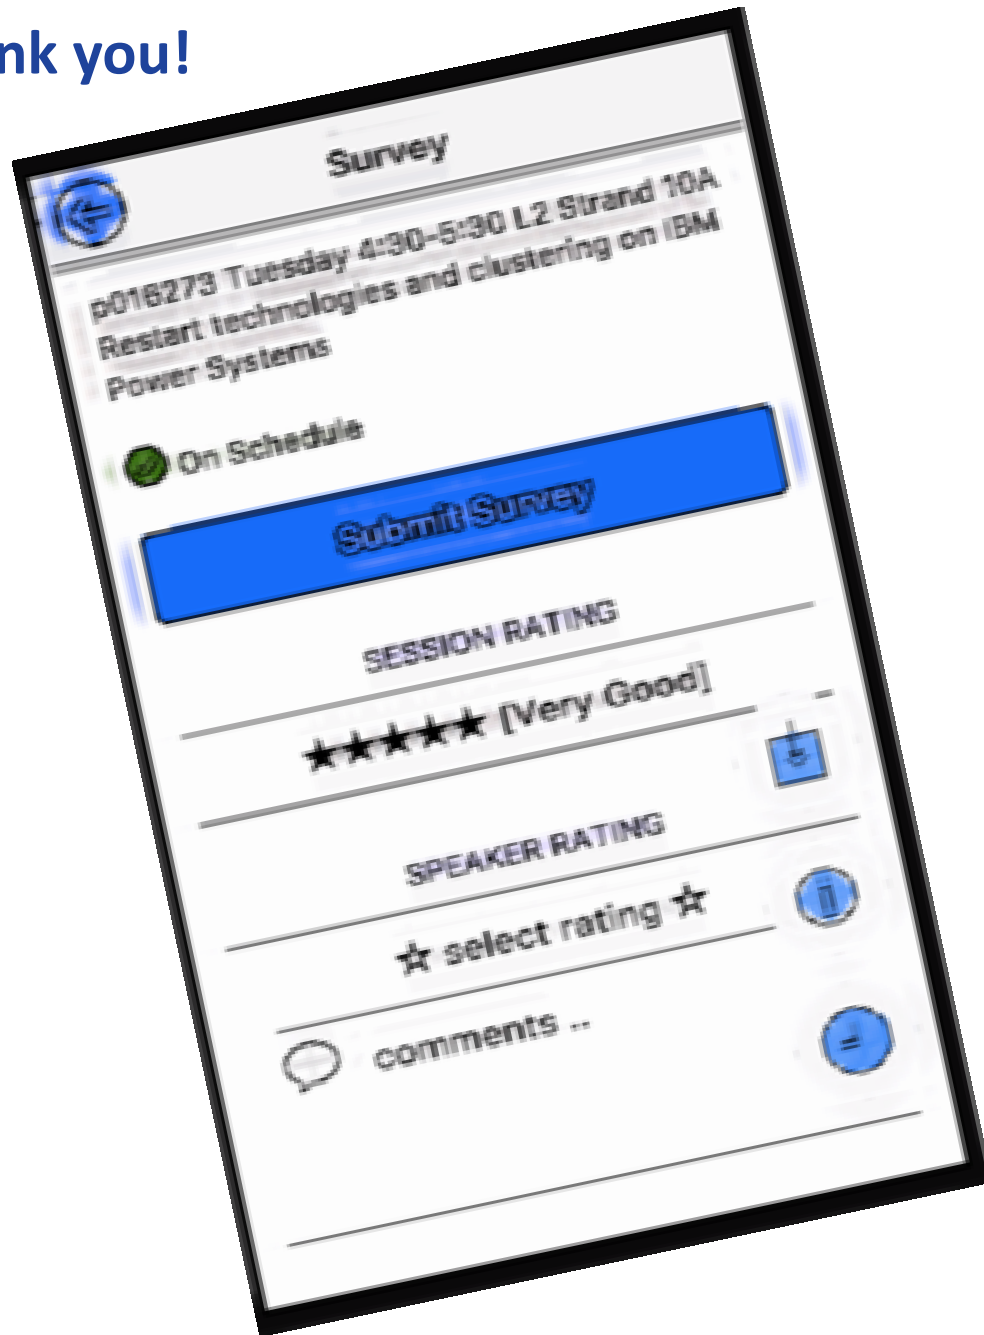 nk you!
Survey
p016273 Tuesday 4:30-5:30 L2 Strand 10A
Restart technologies and clustering on IBM
Power Systems
On Schedule
Submit Survey
SESSION RATING
★★★★★ [Very Good]
SPEAKER RATING
☆ select rating ☆
comments ..